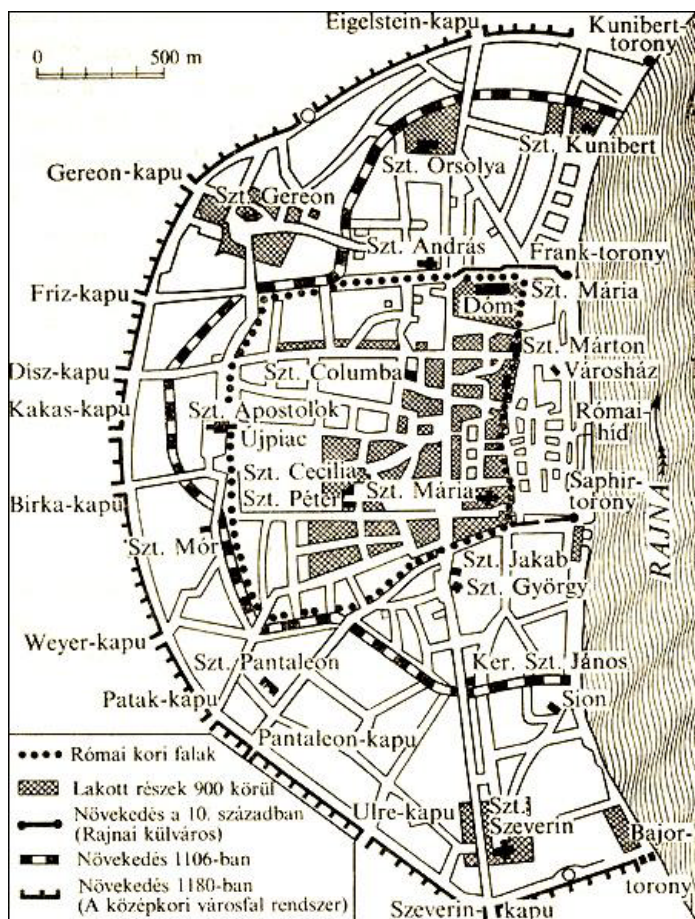 Eigelstein-kapu
Kunibert-
torony
0 500 m
Szt. Orsolya
Szt. Kunibert
Gereon-kapu
Szt. Gereon
Szt. András
Frank-torony
Fríz-kapu
Dóm
Szt. Mária
Szt. Márton
Disz-kapu
Szt. Columba
Városház
Kakas-kapu
Szt. Apostolok
Újpiac
Római-
híd
Szt. Cecília
Szt. Péter
Szt. Mária
Saphir-
torony
Birka-kapu
RAJNA
Szt. Mór
Szt. Jakab
Szt. György
Weyer-kapu
Szt. Pantaleon
Ker. Szt. János
Patak-kapu
Sion
Pantaleon-kapu
Római kori falak
Lakott részek 900 körül
Növekedés a 10. században
(Rajnai külváros)
Növekedés 1106-ban
Növekedés 1180-ban
(A középkori városfal rendszer)
Ulre-kapu
Szt.
Szeverin
Bajor-
torony
Szeverin-kapu